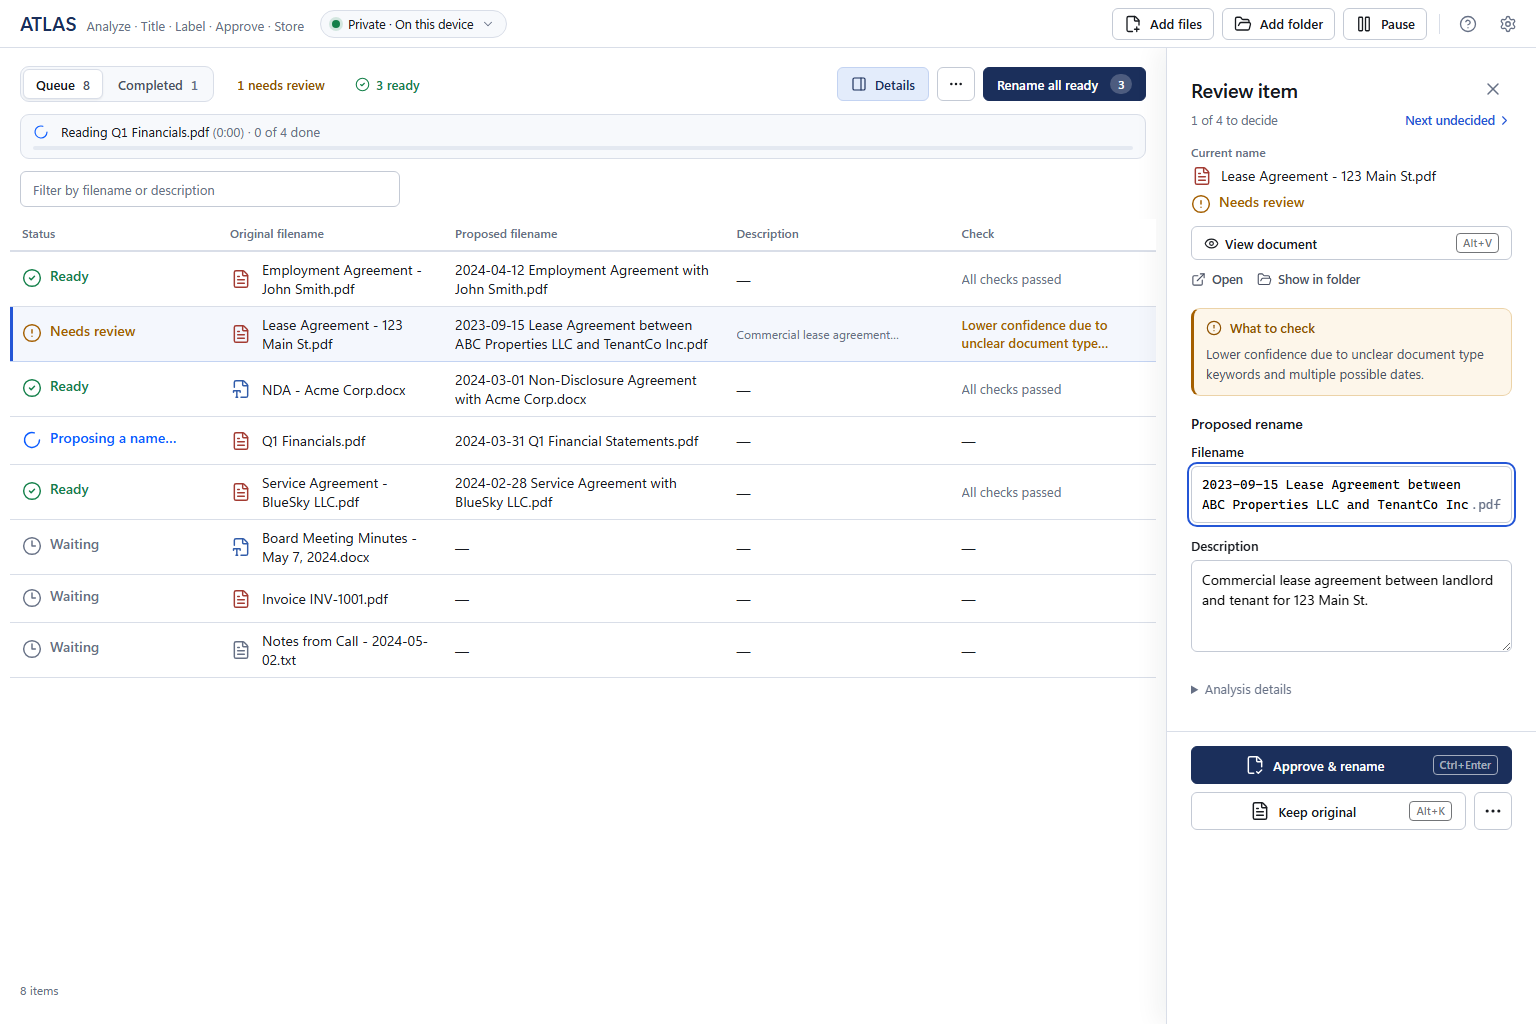 ATLAS Analyze · Title · Label · Approve · Store Private · On this device Add files Add folder Pause
Queue 8 Completed 1 1 needs review 3 ready Details ... Rename all ready 3
Reading Q1 Financials.pdf (0:00) · 0 of 4 done
Filter by filename or description
Status Original filename Proposed filename Description Check
Ready
Employment Agreement -
John Smith.pdf
2024-04-12 Employment Agreement with
John Smith.pdf
—
All checks passed
Needs review
Lease Agreement - 123
Main St.pdf
2023-09-15 Lease Agreement between
ABC Properties LLC and TenantCo Inc.pdf
Commercial lease agreement...
Lower confidence due to
unclear document type...
Ready
NDA - Acme Corp.docx
2024-03-01 Non-Disclosure Agreement
with Acme Corp.docx
—
All checks passed
Proposing a name...
Q1 Financials.pdf
2024-03-31 Q1 Financial Statements.pdf
—
—
Ready
Service Agreement -
BlueSky LLC.pdf
2024-02-28 Service Agreement with
BlueSky LLC.pdf
—
All checks passed
Waiting
Board Meeting Minutes -
May 7, 2024.docx
—
—
—
Waiting
Invoice INV-1001.pdf
—
—
—
Waiting
Notes from Call - 2024-05-
02.txt
—
—
—
8 items
Review item
1 of 4 to decide Next undecided
Current name
Lease Agreement - 123 Main St.pdf
Needs review
View document Alt+V
Open Show in folder
What to check
Lower confidence due to unclear document type
keywords and multiple possible dates.
Proposed rename
Filename
2023-09-15 Lease Agreement between
ABC Properties LLC and TenantCo Inc .pdf
Description
Commercial lease agreement between landlord
and tenant for 123 Main St.
Analysis details
Approve & rename Ctrl+Enter
Keep original Alt+K ...